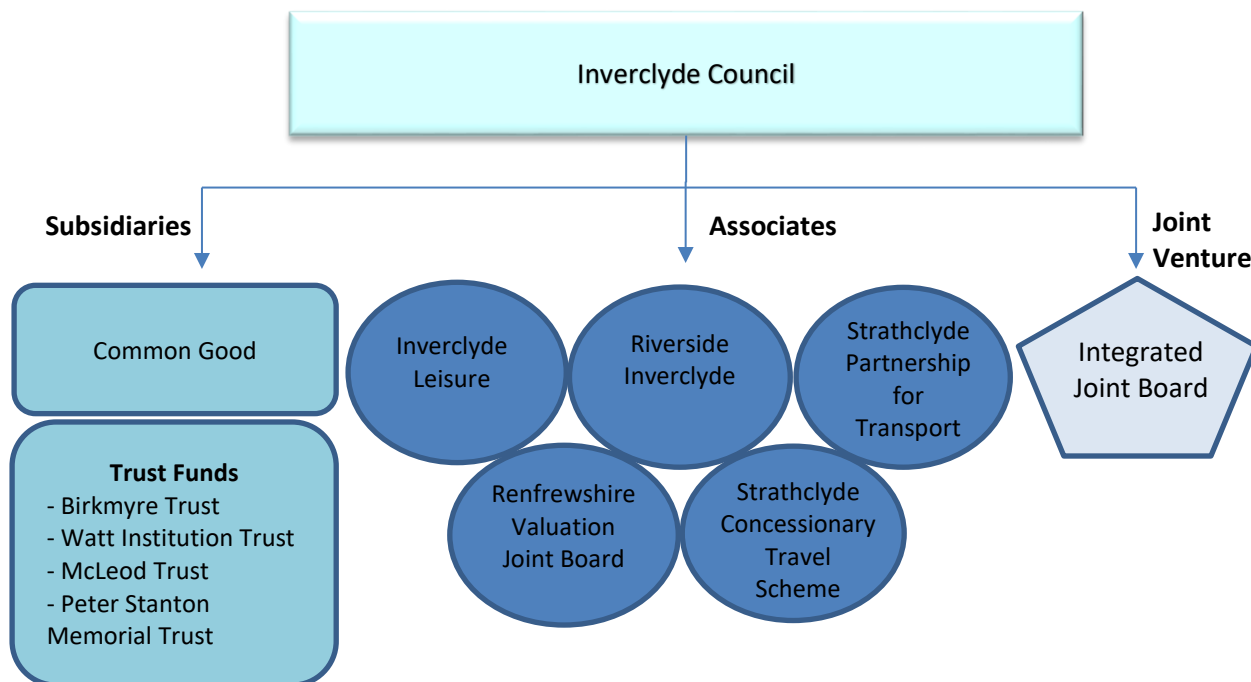 Inverclyde Council
Subsidiaries
Associates
Joint
Venture
Common Good
Trust Funds
- Birkmyre Trust
- Watt Institution Trust
- McLeod Trust
- Peter Stanton
Memorial Trust
Inverclyde
Leisure
Riverside
Inverclyde
Strathclyde
Partnership
for
Transport
Renfrewshire
Valuation
Joint Board
Strathclyde
Concessionary
Travel
Scheme
Integrated
Joint Board